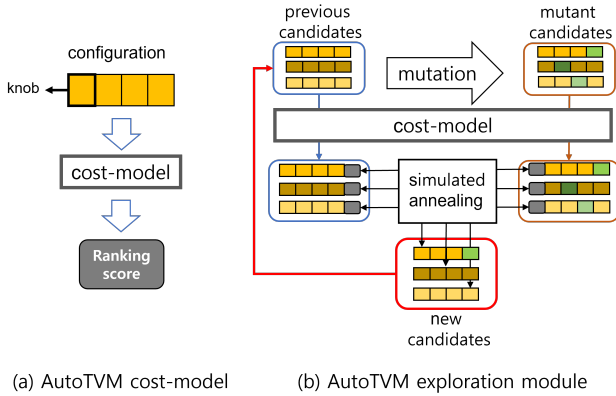 configuration
knob
cost-model
Ranking
score
(a) AutoTVM cost-model
previous
candidates
mutation
mutant
candidates
cost-model
simulated
annealing
new
candidates
(b) AutoTVM exploration module